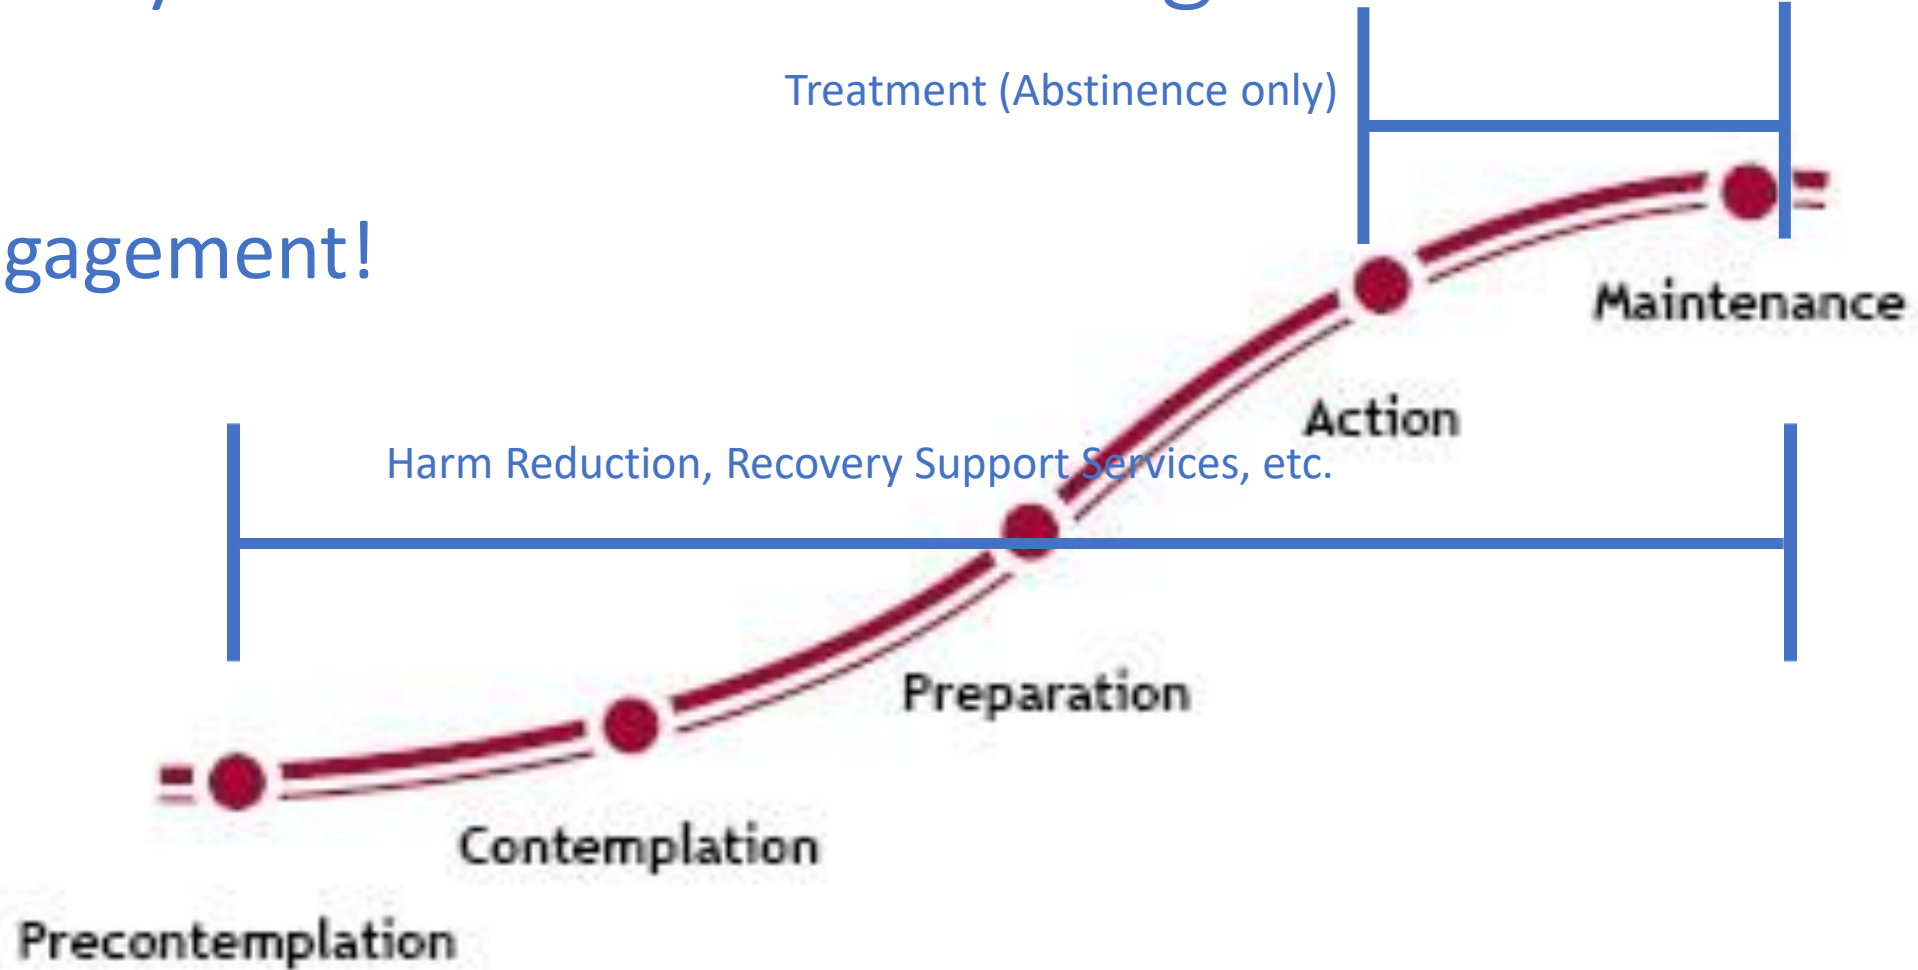 Treatment (Abstinence only)
gagement!
Maintenance
Action
Harm Reduction, Recovery Support Services, etc.
Preparation
Contemplation
Precontemplation